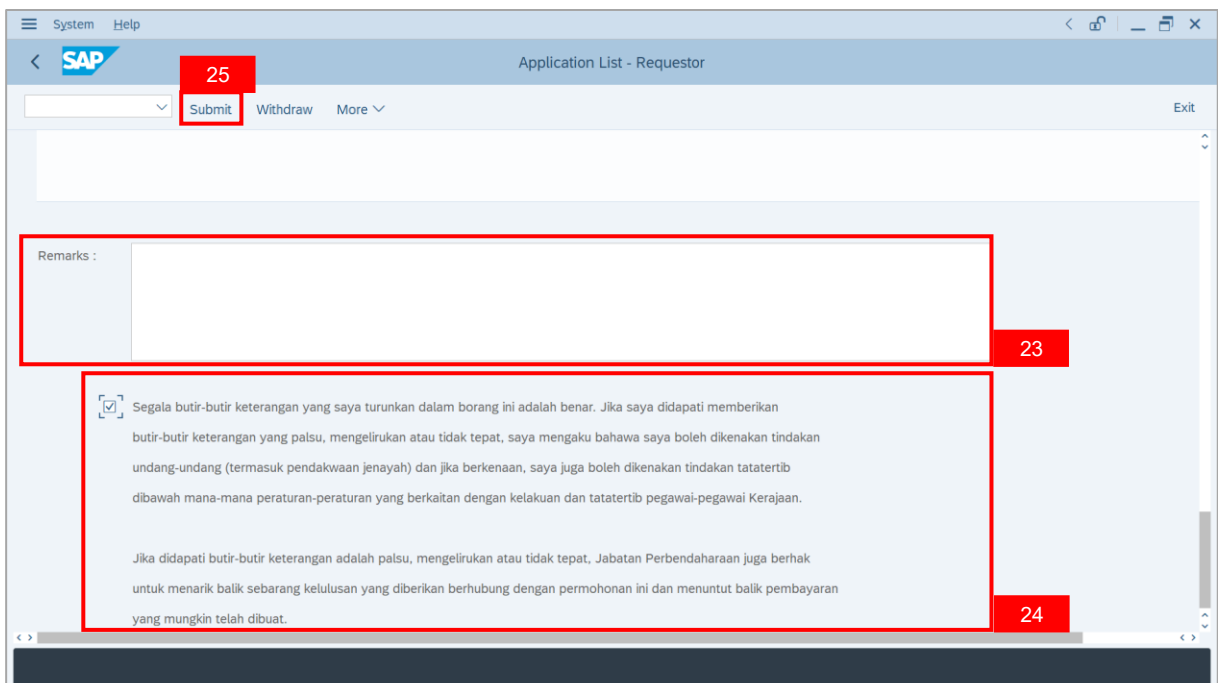 System Help
SAP
Application List - Requestor
25
Submit Withdraw More Exit
Remarks :
23
Segala butir-butir keterangan yang saya turunkan dalam borang ini adalah benar. Jika saya didapati memberikan
butir-butir keterangan yang palsu, mengelirukan atau tidak tepat, saya mengaku bahawa saya boleh dikenakan tindakan
undang-undang (termasuk pendakwaan jenayah) dan jika berkenaan, saya juga boleh dikenakan tindakan tatatertib
dibawah mana-mana peraturan-peraturan yang berkaitan dengan kelakuan dan tatatertib pegawai-pegawai Kerajaan.
Jika didapati butir-butir keterangan adalah palsu, mengelirukan atau tidak tepat, Jabatan Perbendaharaan juga berhak
untuk menarik balik sebarang kelulusan yang diberikan berhubung dengan permohonan ini dan menuntut balik pembayaran
yang mungkin telah dibuat.
24